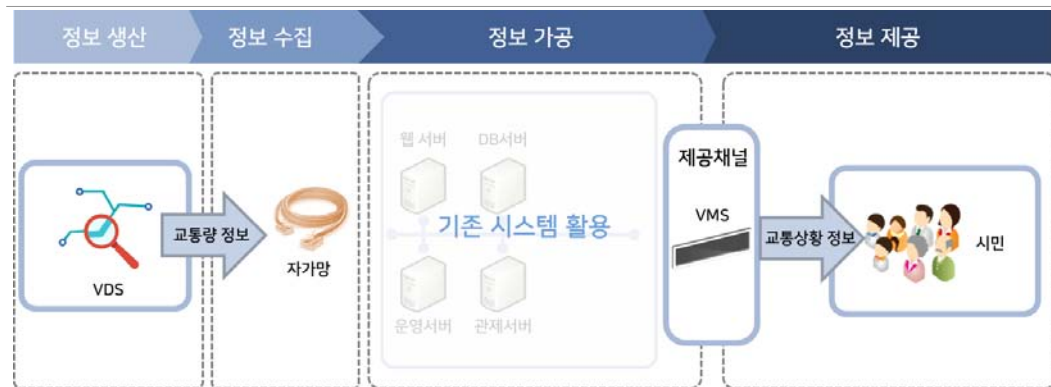 정보 생산
정보 수집
정보 가공
정보 제공
VDS
교통량 정보
자가망
웹 서버
DB서버
기존 시스템 활용
운영서버
관제서버
제공채널
VMS
교통상황 정보
시민